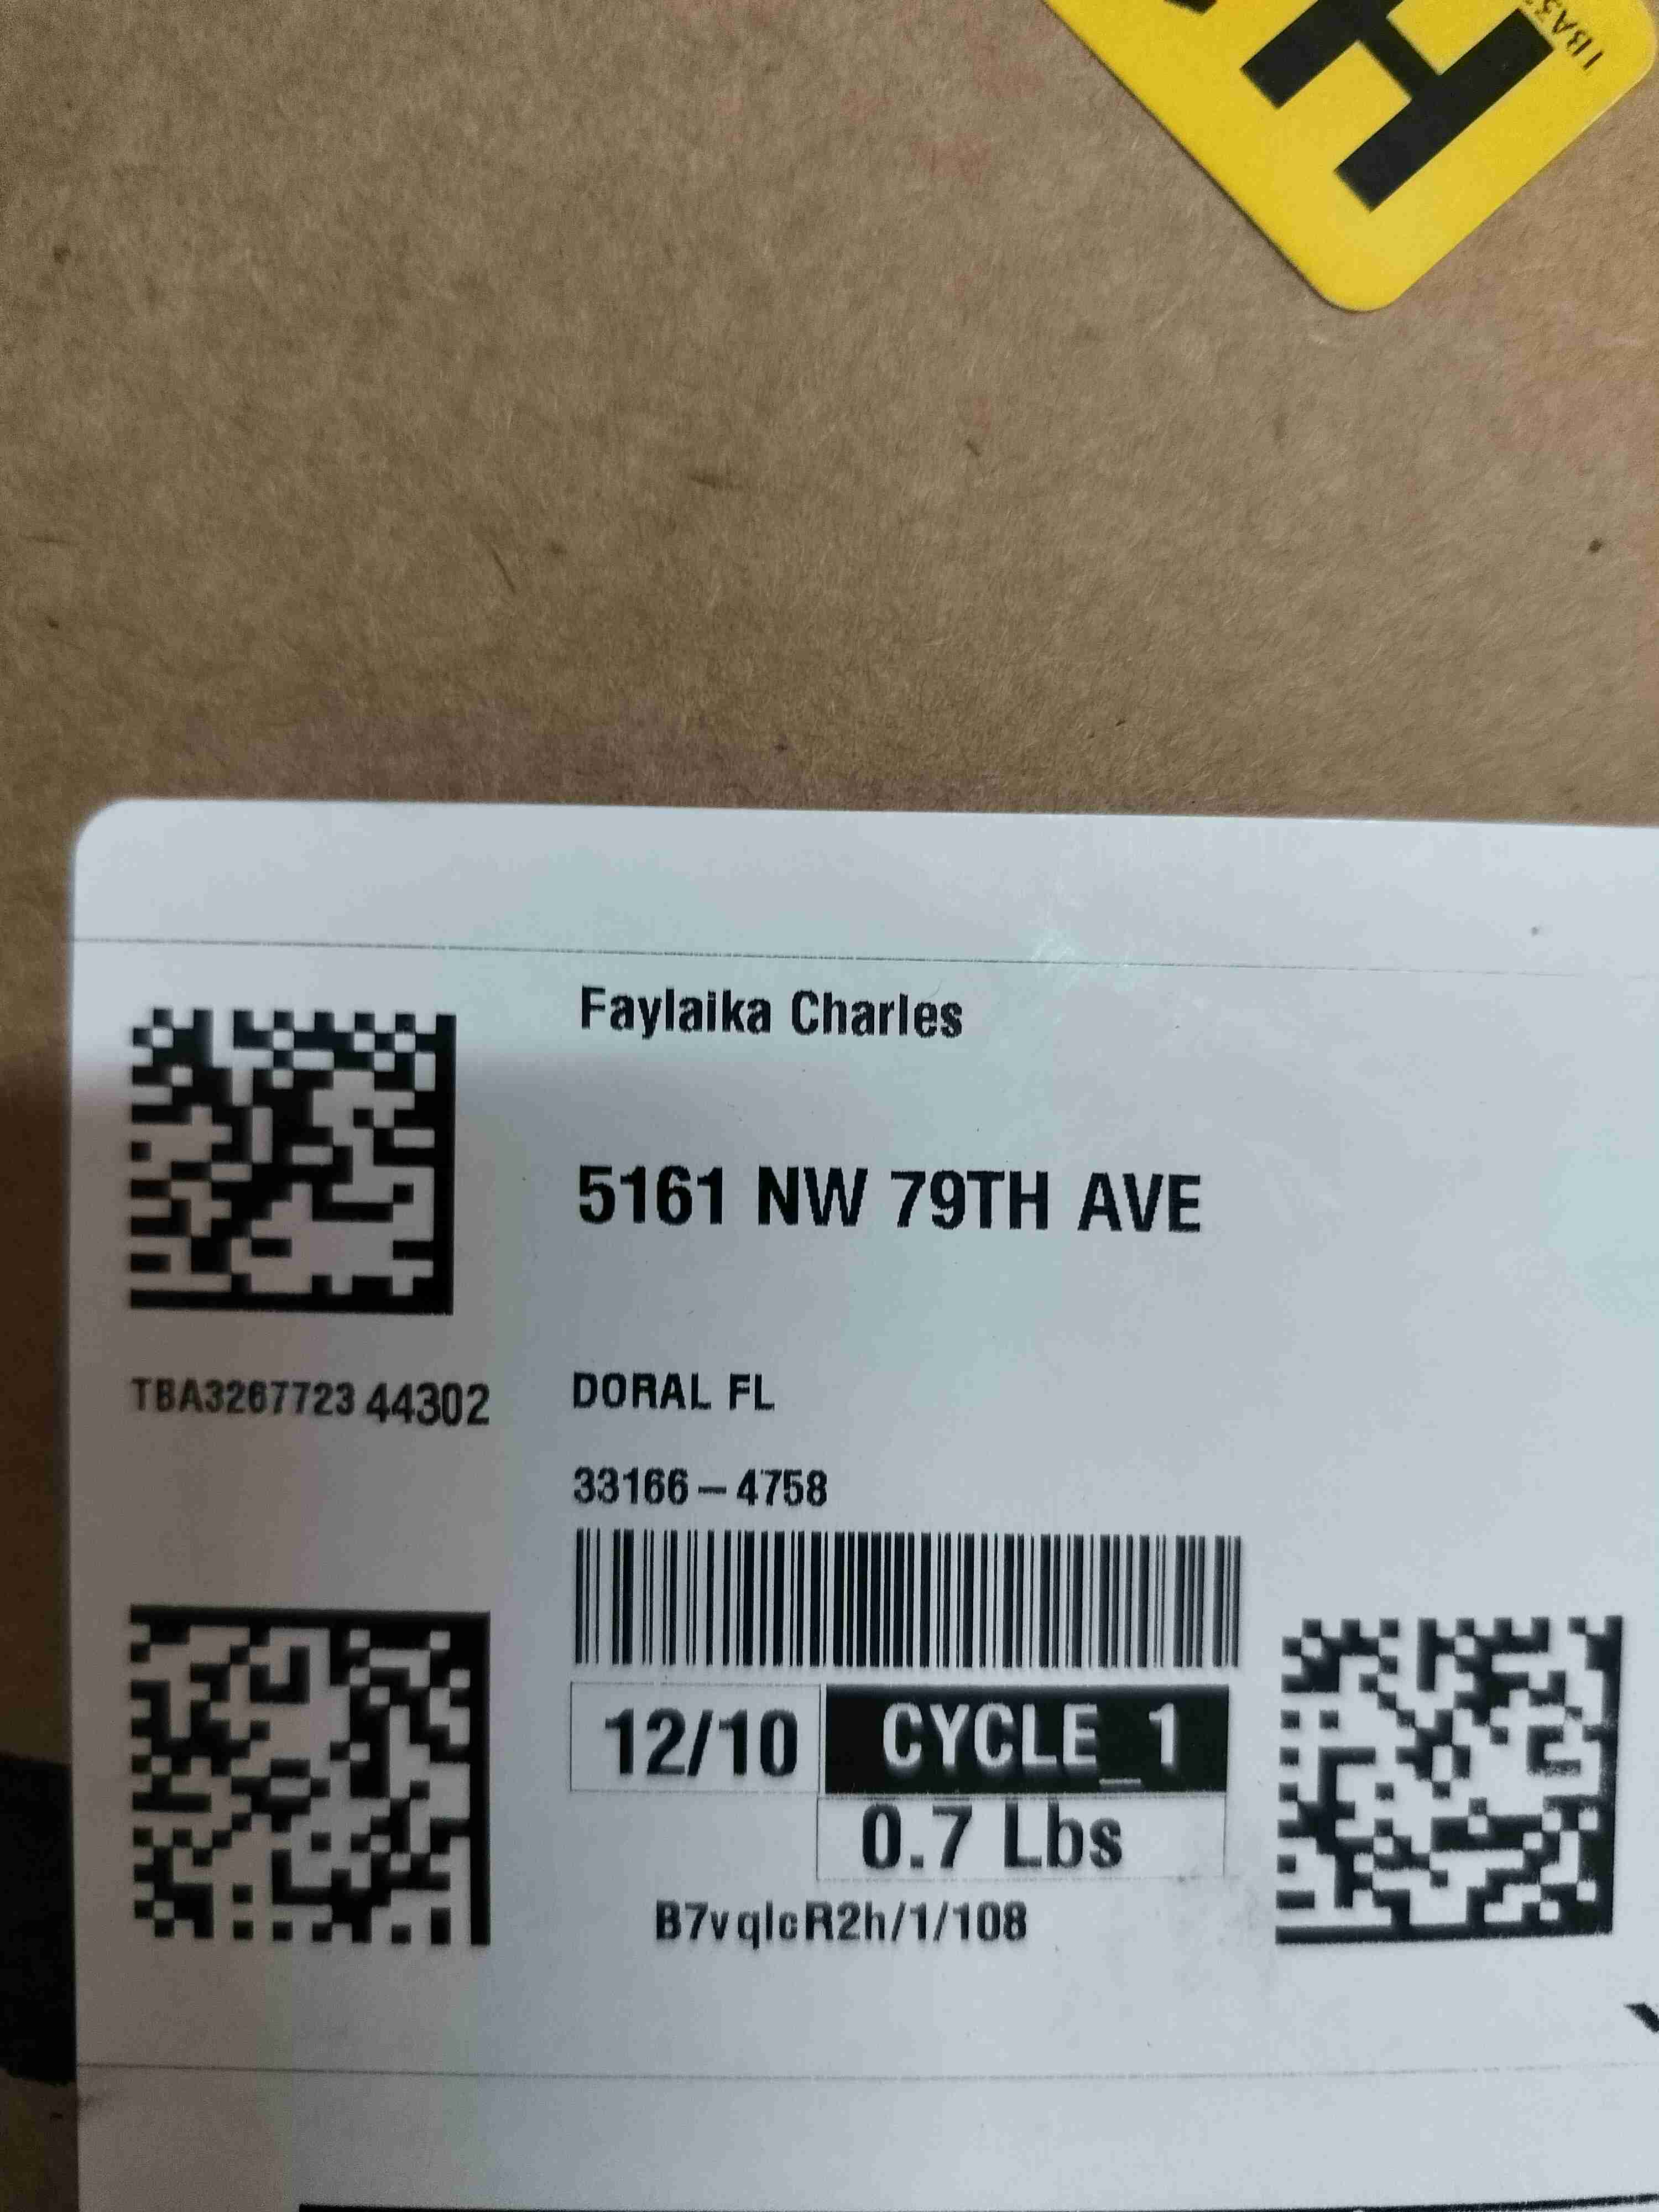 H
TBA3
Faylaika Charles
5161 NW 79TH AVE
TBA3267723 44302
DORAL FL
33166-4758
12/10 CYCLE_1
0.7 Lbs
B7vqlcR2h/1/108